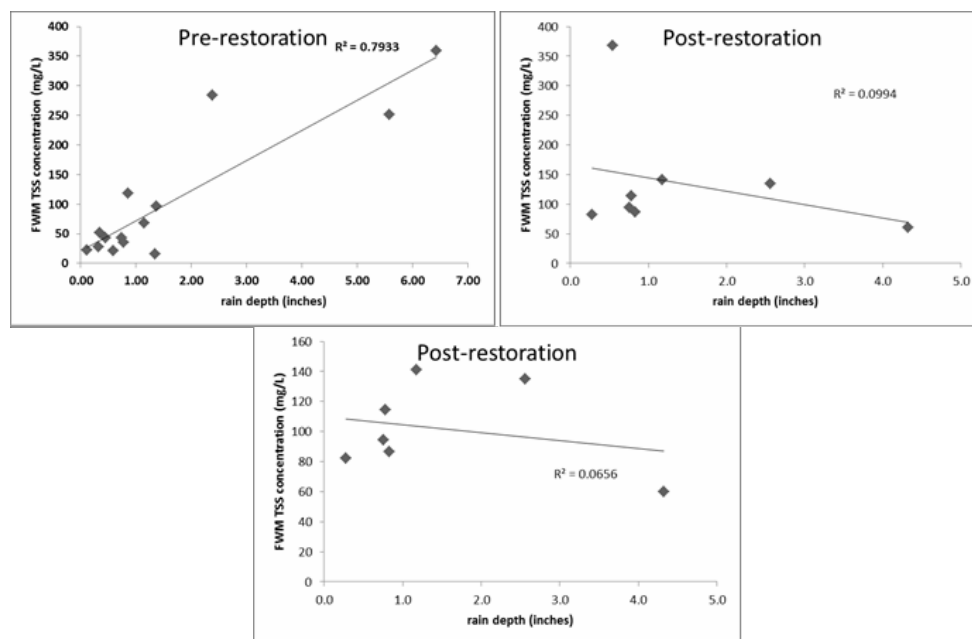 Pre-restoration
R² = 0.7933
FWM TSS concentration (mg/L)
400
350
300
250
200
150
100
50
0
0.00 1.00 2.00 3.00 4.00 5.00 6.00 7.00
rain depth (inches)
Post-restoration
R² = 0.0994
FWM TSS concentration (mg/L)
400
350
300
250
200
150
100
50
0
0.0 1.0 2.0 3.0 4.0 5.0
rain depth (inches)
Post-restoration
R² = 0.0656
FWM TSS concentration (mg/L)
160
140
120
100
80
60
40
20
0
0.0 1.0 2.0 3.0 4.0 5.0
rain depth (inches)